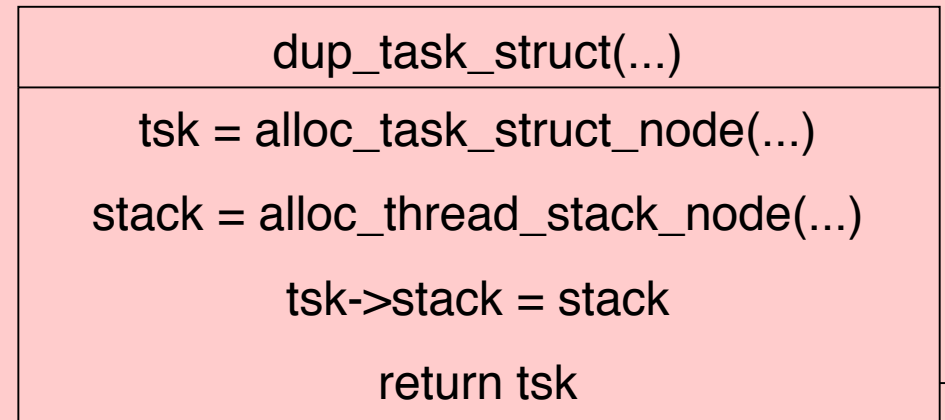 dup_task_struct(...)
tsk = alloc_task_struct_node(...)
stack = alloc_thread_stack_node(...)
tsk->stack = stack
return tsk